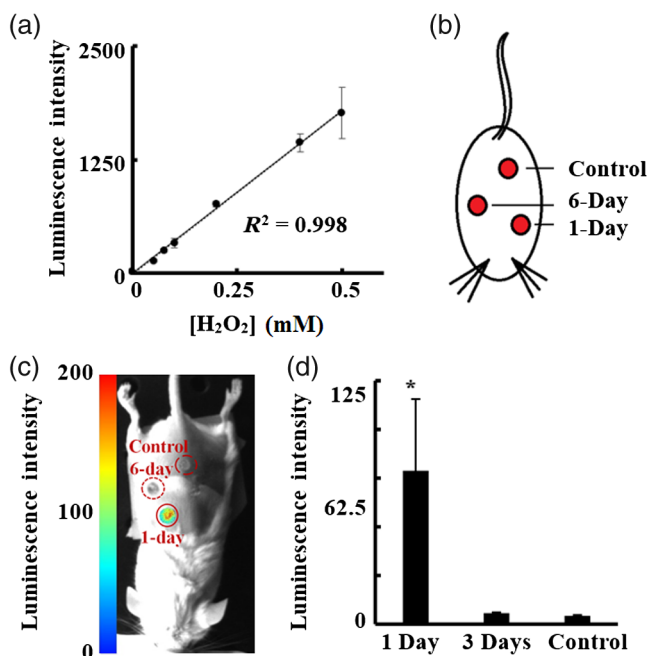 (a)
Luminescence intensity
2500
1250
0
0
0.25
0.5
R² = 0.998
[H₂O₂] (mM)
(b)
Control
6-Day
1-Day
(c)
Luminescence intensity
200
100
0
Control
6-day
1-day
(d)
Luminescence intensity
125
62.5
0
*
1 Day
3 Days
Control